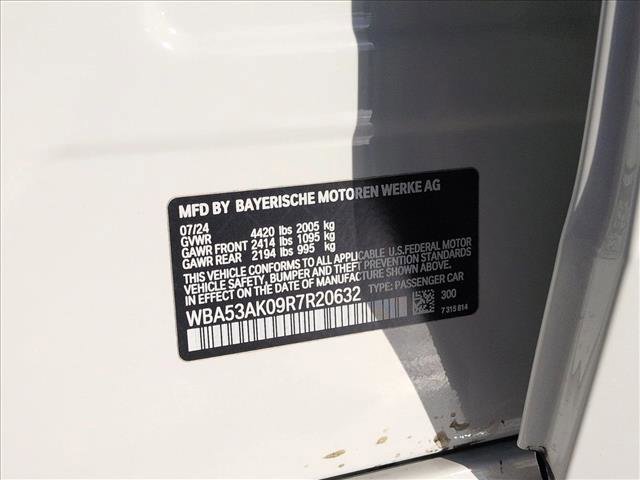 MFD BY BAYERISCHE MOTOREN WERKE AG
07/24
GVWR 4420 lbs 2005 kg
GAWR FRONT 2414 lbs 1095 kg
GAWR REAR 2194 lbs 995 kg
THIS VEHICLE CONFORMS TO ALL APPLICABLE U.S.FEDERAL MOTOR
VEHICLE SAFETY, BUMPER AND THEFT PREVENTION STANDARDS
IN EFFECT ON THE DATE OF MANUFACTURE SHOWN ABOVE.
WBA53AK09R7R20632 TYPE: PASSENGER CAR
300
7 315 814